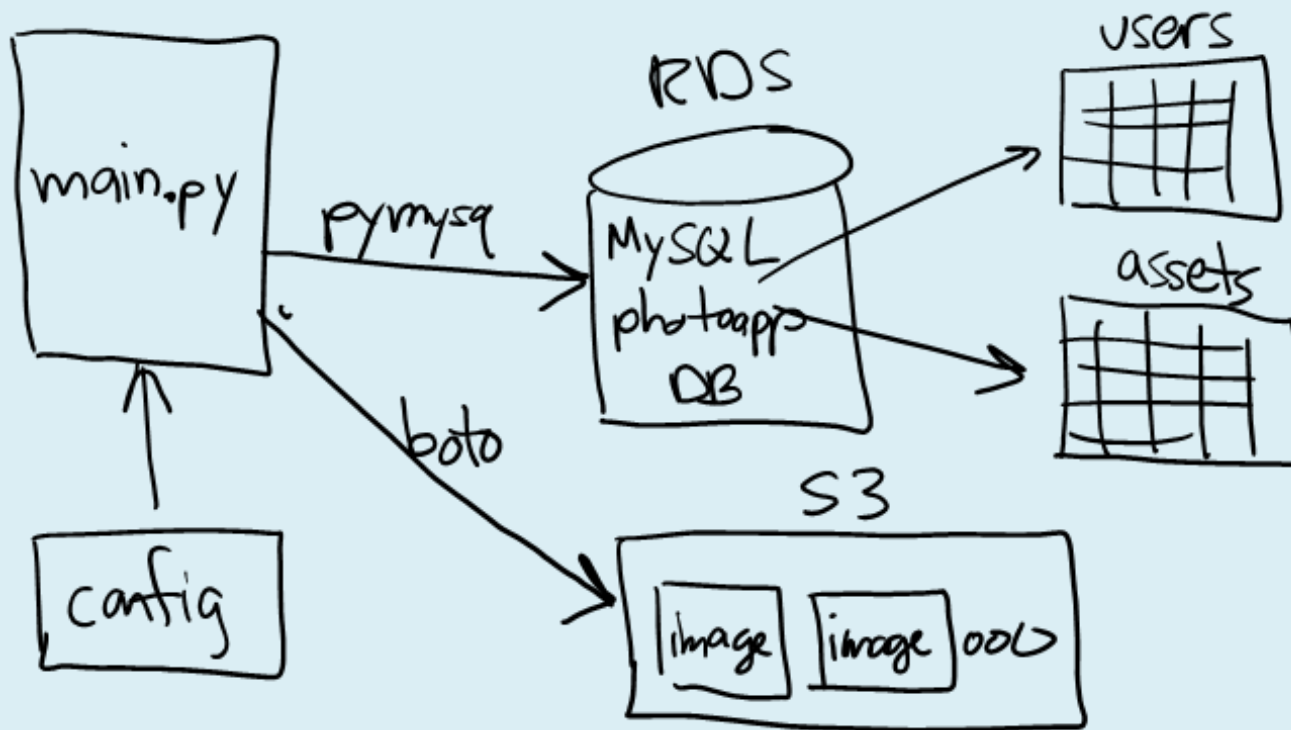 main.py
pymysq
RDS
MySQL
photoapp
DB
users
assets
boto
config
S3
image
image